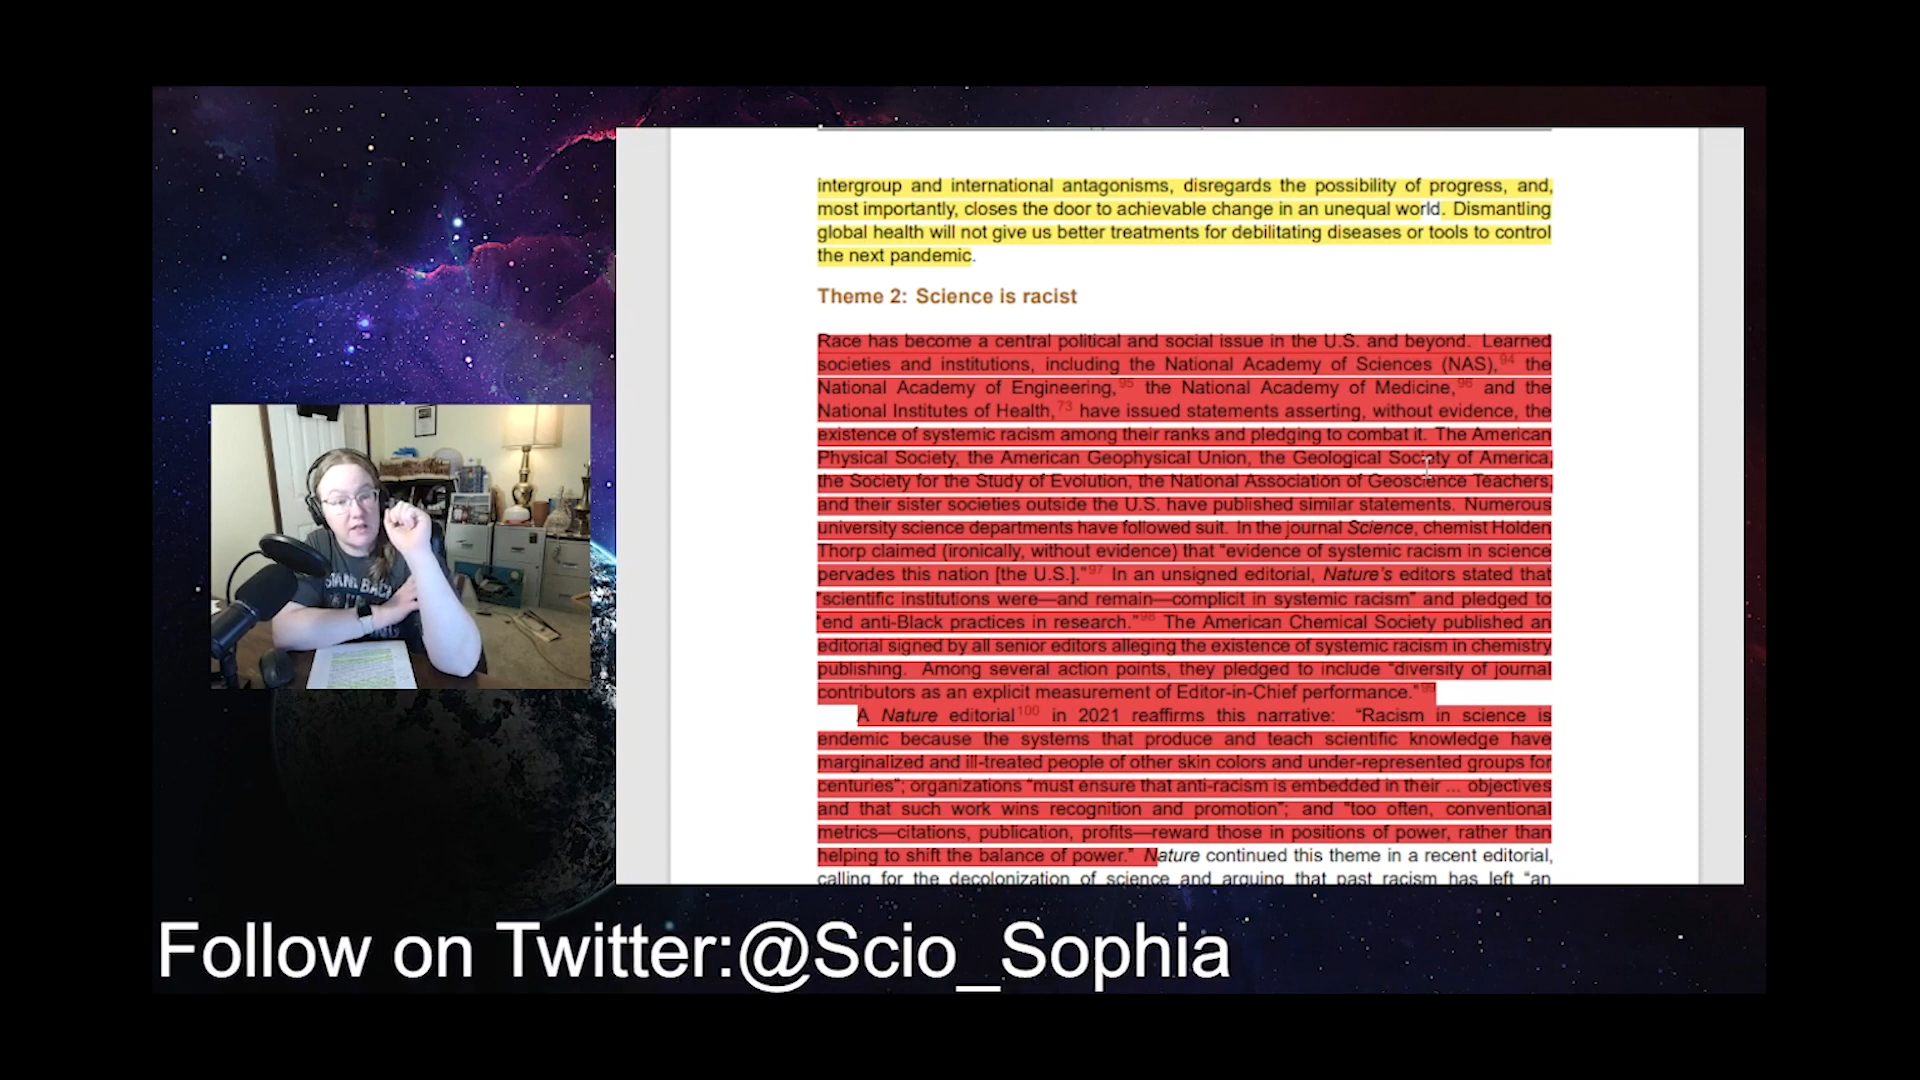 intergroup and international antagonisms, disregards the possibility of progress, and,
most importantly, closes the door to achievable change in an unequal world. Dismantling
global health will not give us better treatments for debilitating diseases or tools to control
the next pandemic.
Theme 2: Science is racist
Race has become a central political and social issue in the U.S. and beyond. Learned
societies and institutions, including the National Academy of Sciences (NAS),94 the
National Academy of Engineering,95 the National Academy of Medicine,96 and the
National Institutes of Health,73 have issued statements asserting, without evidence, the
existence of systemic racism among their ranks and pledging to combat it. The American
Physical Society, the American Geophysical Union, the Geological Society of America,
the Society for the Study of Evolution, the National Association of Geoscience Teachers,
and their sister societies outside the U.S. have published similar statements. Numerous
university science departments have followed suit. In the journal Science, chemist Holden
Thorp claimed (ironically, without evidence) that “evidence of systemic racism in science
pervades this nation [the U.S.].”97 In an unsigned editorial, Nature’s editors stated that
“scientific institutions were—and remain—complicit in systemic racism” and pledged to
“end anti-Black practices in research.”98 The American Chemical Society published an
editorial signed by all senior editors alleging the existence of systemic racism in chemistry
publishing. Among several action points, they pledged to include “diversity of journal
contributors as an explicit measurement of Editor-in-Chief performance.”99
A Nature editorial100 in 2021 reaffirms this narrative: “Racism in science is
endemic because the systems that produce and teach scientific knowledge have
marginalized and ill-treated people of other skin colors and under-represented groups for
centuries”; organizations “must ensure that anti-racism is embedded in their ... objectives
and that such work wins recognition and promotion”; and “too often, conventional
metrics—citations, publication, profits—reward those in positions of power, rather than
helping to shift the balance of power.” Nature continued this theme in a recent editorial,
calling for the decolonization of science and arguing that past racism has left “an
STAND BACK
Follow on Twitter:@Scio_Sophia